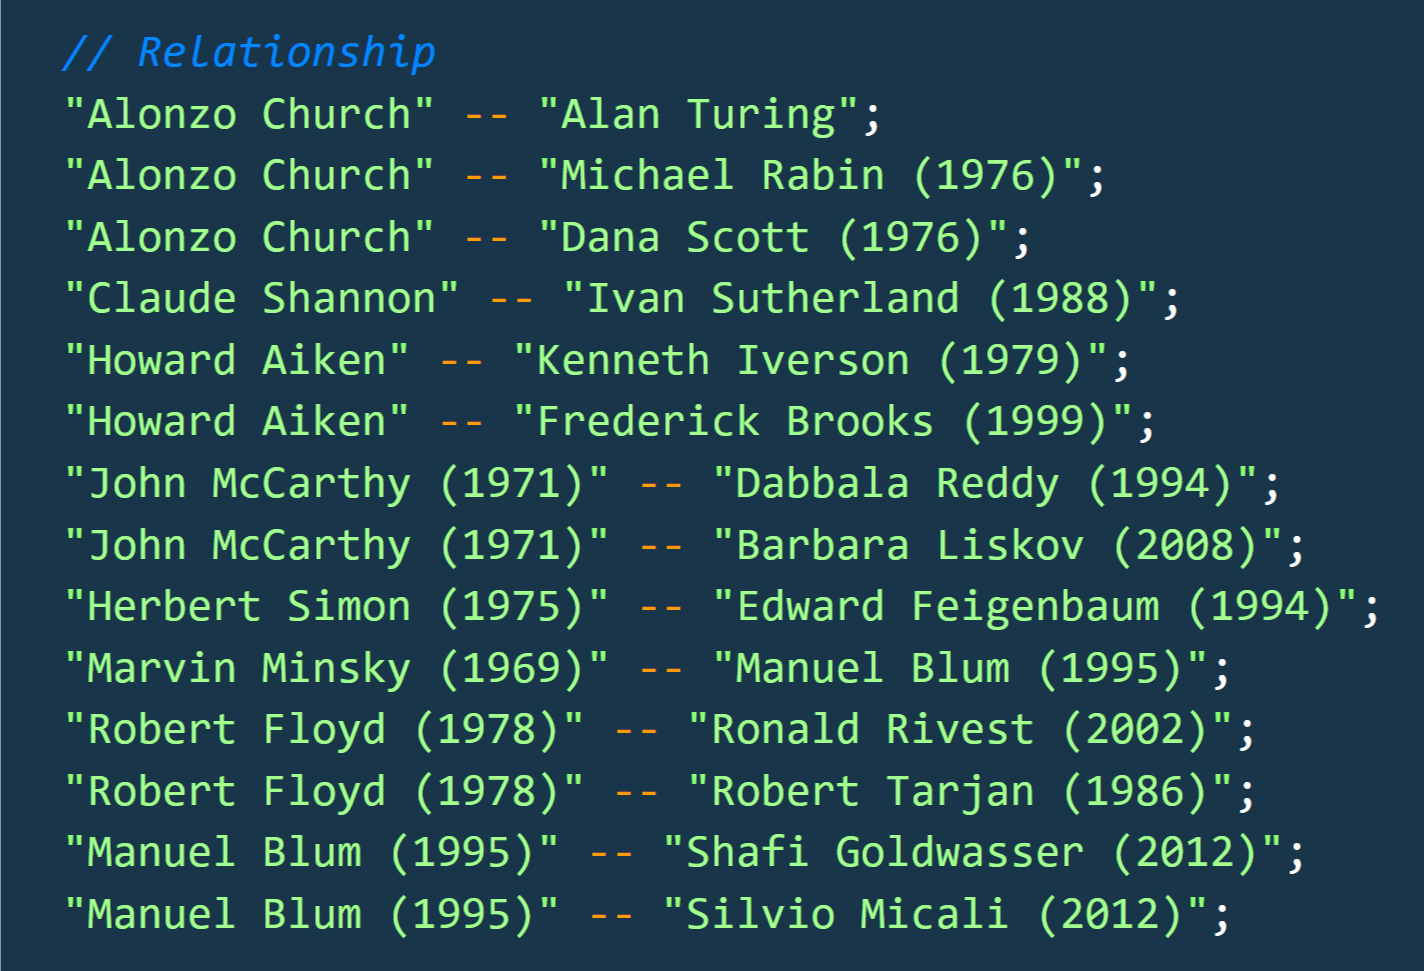 // Relationship
"Alonzo Church" -- "Alan Turing";
"Alonzo Church" -- "Michael Rabin (1976)";
"Alonzo Church" -- "Dana Scott (1976)";
"Claude Shannon" -- "Ivan Sutherland (1988)";
"Howard Aiken" -- "Kenneth Iverson (1979)";
"Howard Aiken" -- "Frederick Brooks (1999)";
"John McCarthy (1971)" -- "Dabbala Reddy (1994)";
"John McCarthy (1971)" -- "Barbara Liskov (2008)";
"Herbert Simon (1975)" -- "Edward Feigenbaum (1994)";
"Marvin Minsky (1969)" -- "Manuel Blum (1995)";
"Robert Floyd (1978)" -- "Ronald Rivest (2002)";
"Robert Floyd (1978)" -- "Robert Tarjan (1986)";
"Manuel Blum (1995)" -- "Shafi Goldwasser (2012)";
"Manuel Blum (1995)" -- "Silvio Micali (2012)";